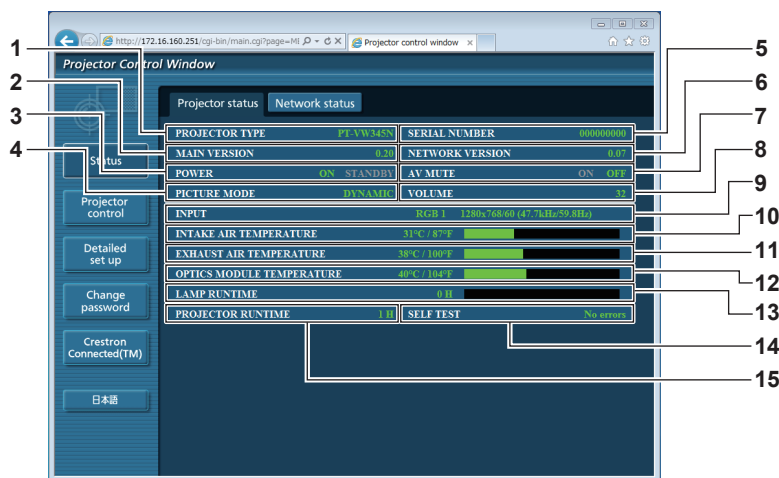 http://172.16.160.251/cgi-bin/main.cgi?page=MI
Projector control window
Projector Control Window
Projector status Network status
1
2
3
4
5
6
7
8
9
10
11
12
13
14
15
Status
Projector control
Detailed set up
Change password
Crestron Connected(TM)
日本語
PROJECTOR TYPE PT-VW345N SERIAL NUMBER 000000000
MAIN VERSION 0.20 NETWORK VERSION 0.07
POWER ON STANDBY AV MUTE ON OFF
PICTURE MODE DYNAMIC VOLUME 32
INPUT RGB 1 1280x768/60 (47.7kHz/59.8Hz)
INTAKE AIR TEMPERATURE 31°C / 87°F
EXHAUST AIR TEMPERATURE 38°C / 100°F
OPTICS MODULE TEMPERATURE 40°C / 104°F
LAMP RUNTIME 0 H
PROJECTOR RUNTIME 1 H SELF TEST No errors